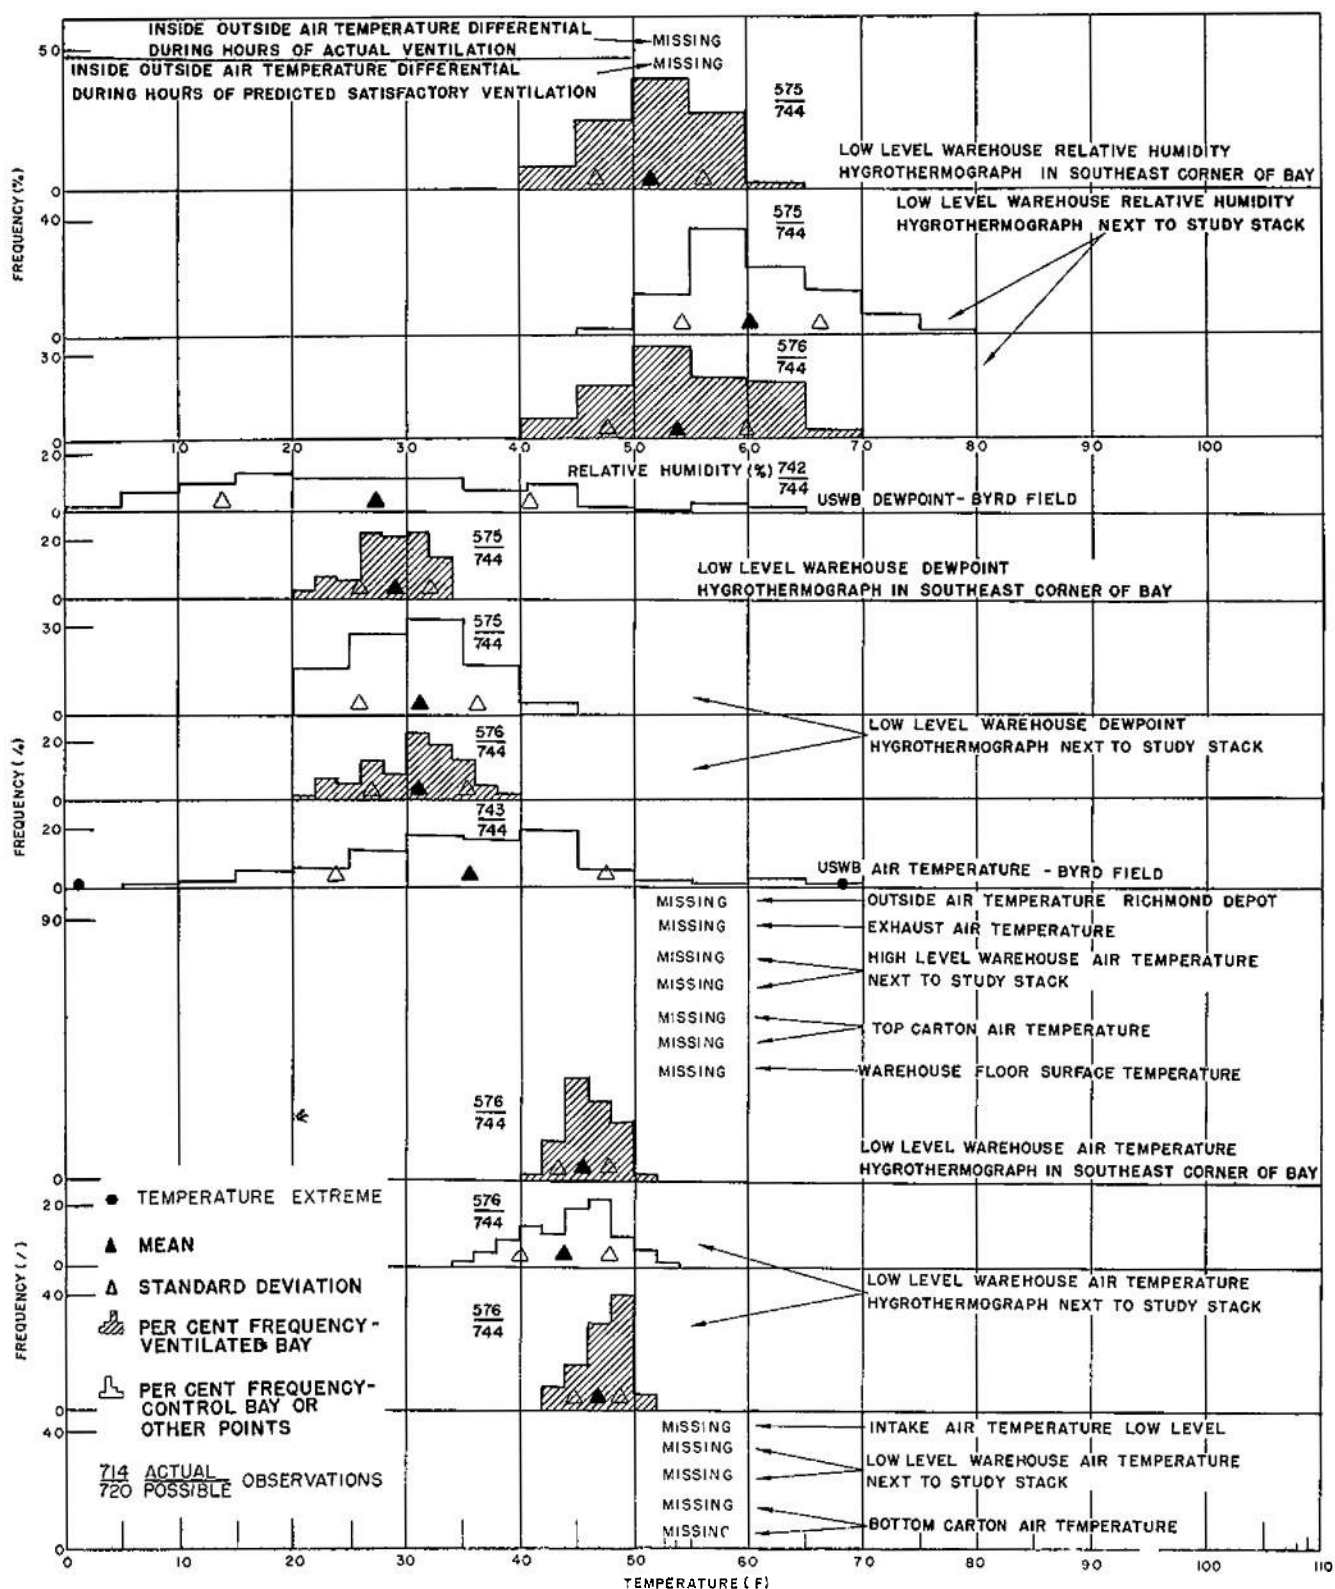 INSIDE OUTSIDE AIR TEMPERATURE DIFFERENTIAL
DURING HOURS OF ACTUAL VENTILATION
MISSING
50
INSIDE OUTSIDE AIR TEMPERATURE DIFFERENTIAL
DURING HOURS OF PREDICTED SATISFACTORY VENTILATION
MISSING
575
744
LOW LEVEL WAREHOUSE RELATIVE HUMIDITY
HYGROTHERMOGRAPH IN SOUTHEAST CORNER OF BAY
0
FREQUENCY (%)
40
575
744
LOW LEVEL WAREHOUSE RELATIVE HUMIDITY
HYGROTHERMOGRAPH NEXT TO STUDY STACK
0
30
576
744
0
10 20 30 40 50 60 70 80 90 100
RELATIVE HUMIDITY (%)
20
742
744
USWB DEWPOINT - BYRD FIELD
0
20
575
744
LOW LEVEL WAREHOUSE DEWPOINT
HYGROTHERMOGRAPH IN SOUTHEAST CORNER OF BAY
0
30
575
744
0
LOW LEVEL WAREHOUSE DEWPOINT
HYGROTHERMOGRAPH NEXT TO STUDY STACK
20
576
744
0
FREQUENCY (%)
20
743
744
USWB AIR TEMPERATURE - BYRD FIELD
0
MISSING OUTSIDE AIR TEMPERATURE RICHMOND DEPOT
90
MISSING EXHAUST AIR TEMPERATURE
MISSING HIGH LEVEL WAREHOUSE AIR TEMPERATURE
MISSING NEXT TO STUDY STACK
MISSING
TOP CARTON AIR TEMPERATURE
MISSING
MISSING WAREHOUSE FLOOR SURFACE TEMPERATURE
576
744
LOW LEVEL WAREHOUSE AIR TEMPERATURE
HYGROTHERMOGRAPH IN SOUTHEAST CORNER OF BAY
0
20
576
744
0
LOW LEVEL WAREHOUSE AIR TEMPERATURE
HYGROTHERMOGRAPH NEXT TO STUDY STACK
FREQUENCY (/)
40
576
744
0
TEMPERATURE EXTREME
MEAN
STANDARD DEVIATION
PER CENT FREQUENCY-
VENTILATED BAY
PER CENT FREQUENCY-
CONTROL BAY OR
OTHER POINTS
714 ACTUAL
720 POSSIBLE OBSERVATIONS
40
MISSING INTAKE AIR TEMPERATURE LOW LEVEL
MISSING LOW LEVEL WAREHOUSE AIR TEMPERATURE
MISSING NEXT TO STUDY STACK
MISSING
BOTTOM CARTON AIR TEMPERATURE
MISSING
0
0 10 20 30 40 50 60 70 80 90 100 110
TEMPERATURE (F)